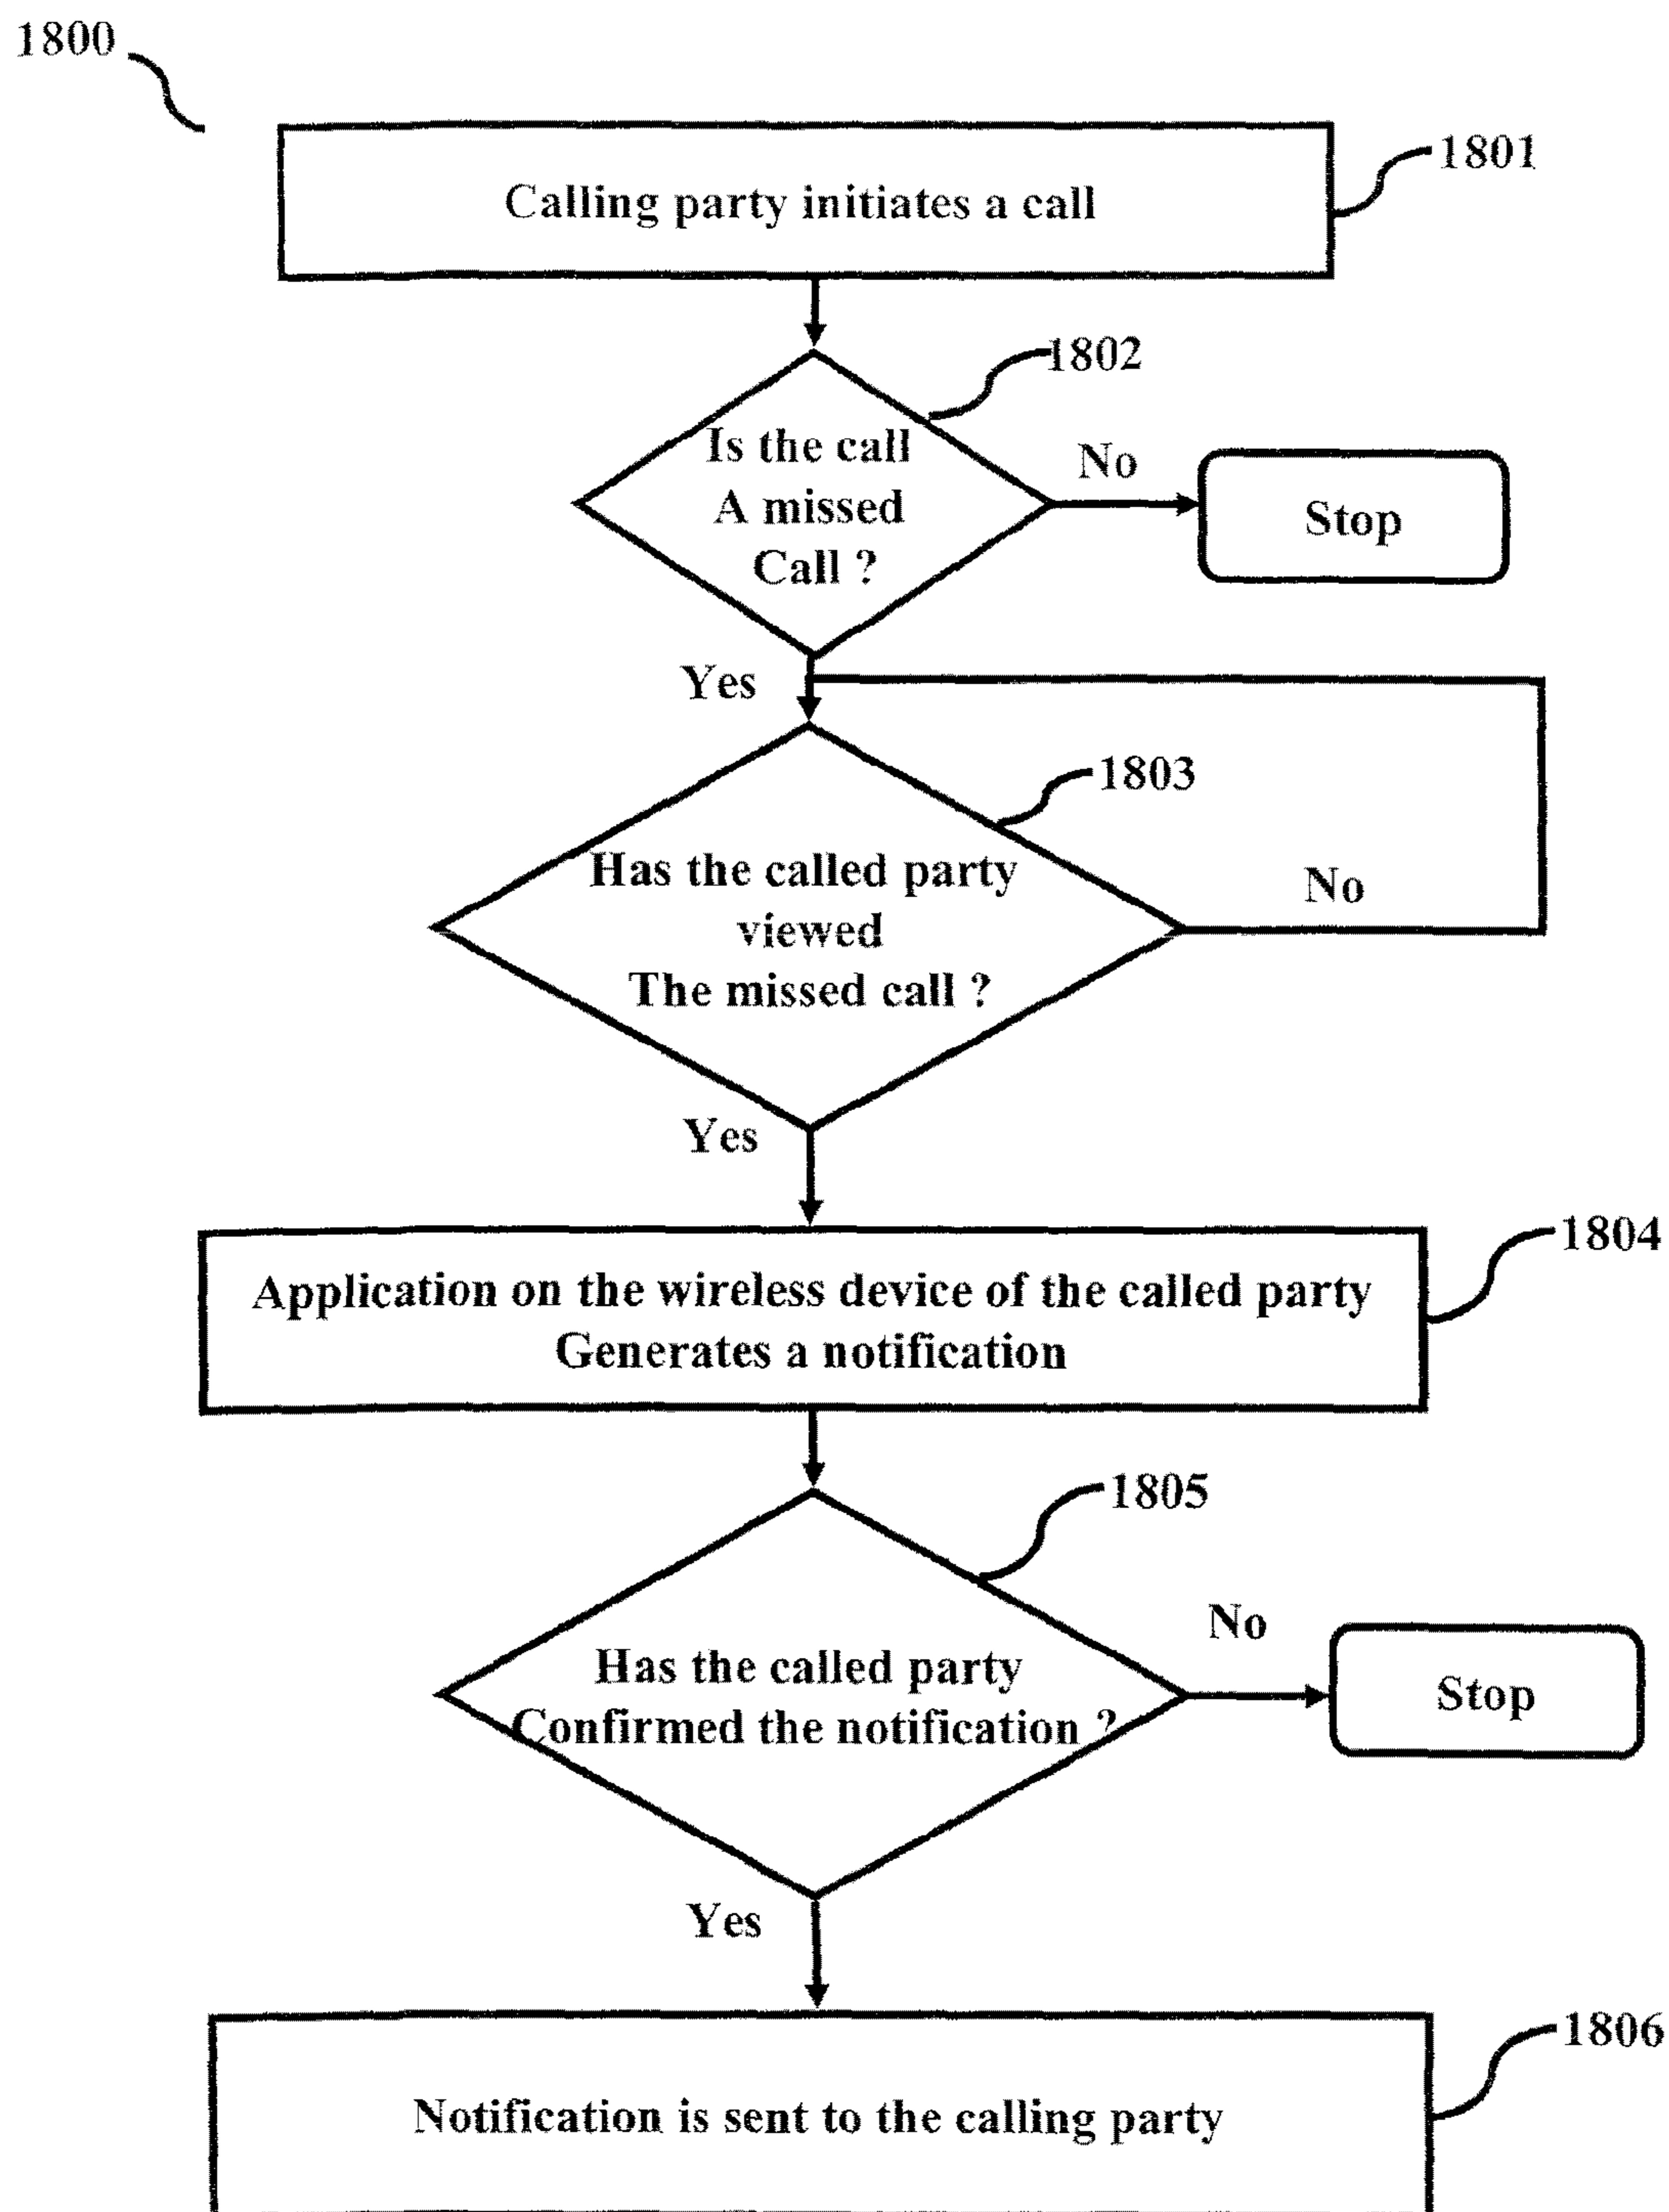 1800
1801
Calling party initiates a call
1802
Is the call
A missed
Call ?
No
Stop
Yes
1803
Has the called party
viewed
The missed call ?
No
Yes
1804
Application on the wireless device of the called party
Generates a notification
1805
Has the called party
Confirmed the notification ?
No
Stop
Yes
1806
Notification is sent to the calling party